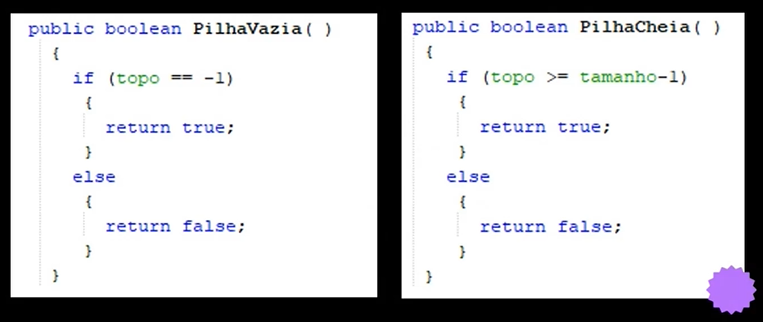 public boolean PilhaVazia( )
{
if (topo == -1)
{
return true;
}
else
{
return false;
}
}
public boolean PilhaCheia( )
{
if (topo >= tamanho-1)
{
return true;
}
else
{
return false;
}
}